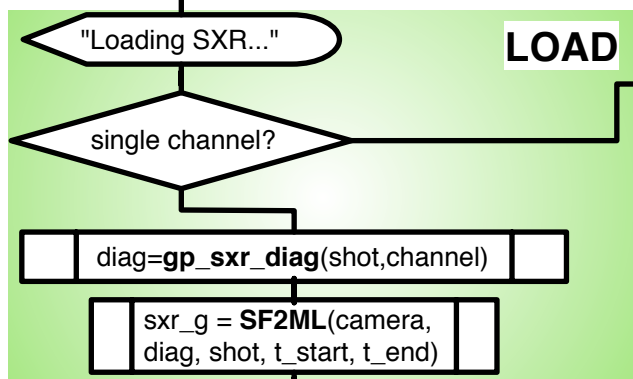 "Loading SXR..."
LOAD
single channel?
diag=gp_sxr_diag(shot,channel)
sxr_g = SF2ML(camera,
diag, shot, t_start, t_end)